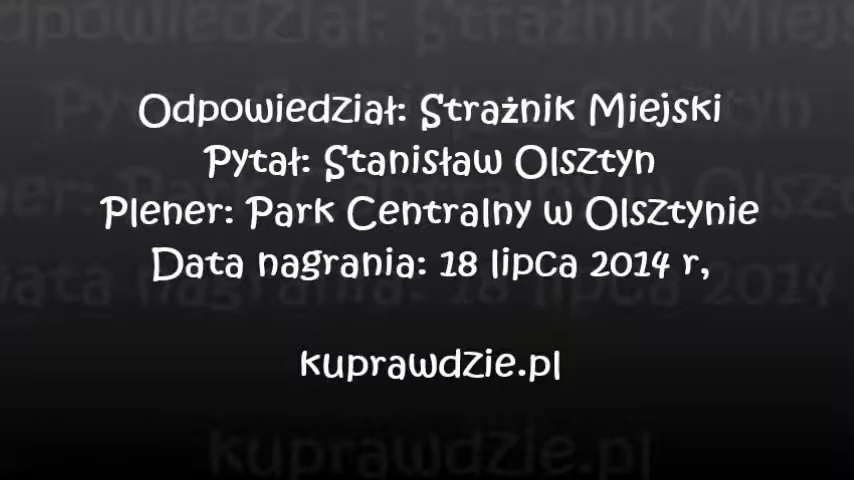 Odpowiedział: Strażnik Miejski
Pytał: Stanisław Olsztyn
Plener: Park Centralny w Olsztynie
Data nagrania: 18 lipca 2014 r,
kuprawdzie.pl